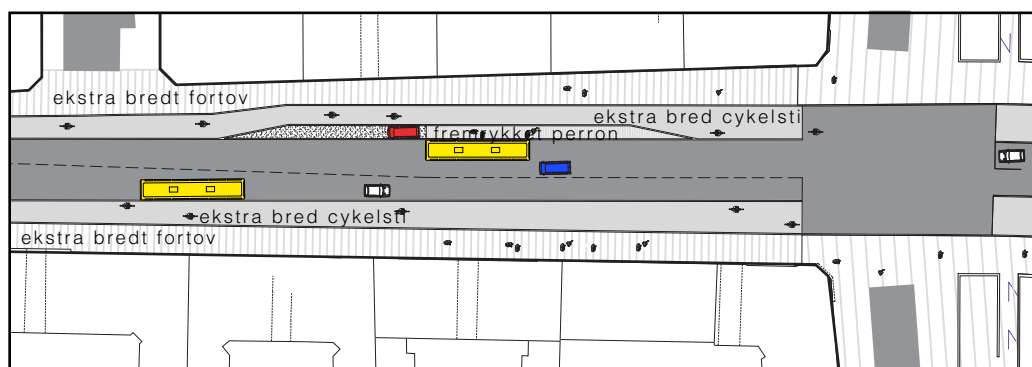 ekstra bredt fortov
ekstra bred cykelsti
fremrykket perron
ekstra bred cykelsti
ekstra bredt fortov